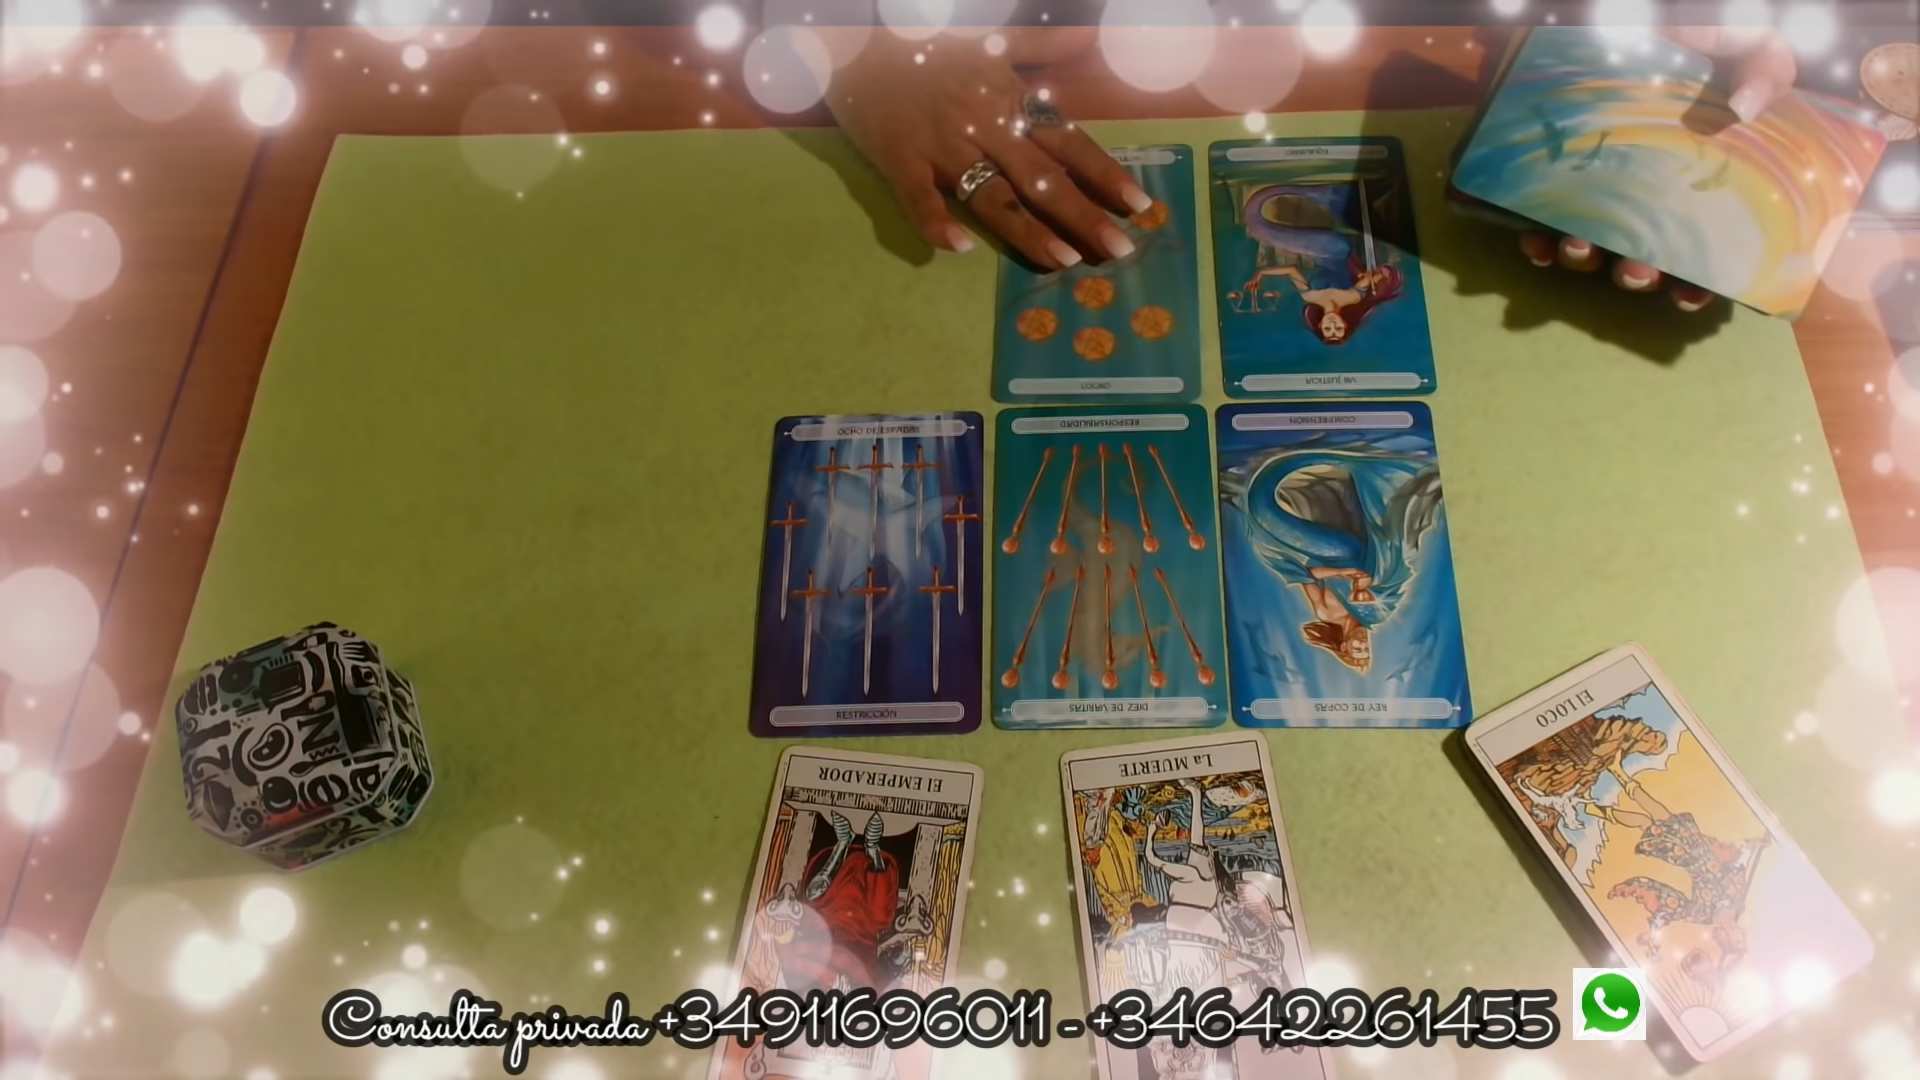 EQUILIBRIO
VIII JUSTICIA
OCHO DE ESPADAS
RESTRICCIÓN
RESPONSABILIDAD
DIEZ DE VARITAS
COMPRENSIÓN
REY DE COPAS
El EMPERADOR
La MUERTE
El LOCO
Consulta privada +34911696011 - +34642261455